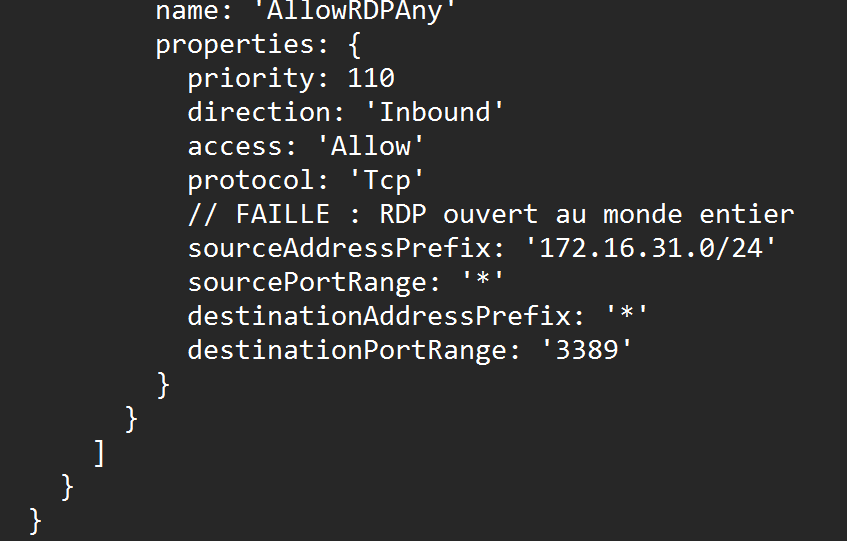 name: 'AllowRDPAny'
properties: {
priority: 110
direction: 'Inbound'
access: 'Allow'
protocol: 'Tcp'
// FAILLE : RDP ouvert au monde entier
sourceAddressPrefix: '172.16.31.0/24'
sourcePortRange: '*'
destinationAddressPrefix: '*'
destinationPortRange: '3389'
}
}
]
}
}